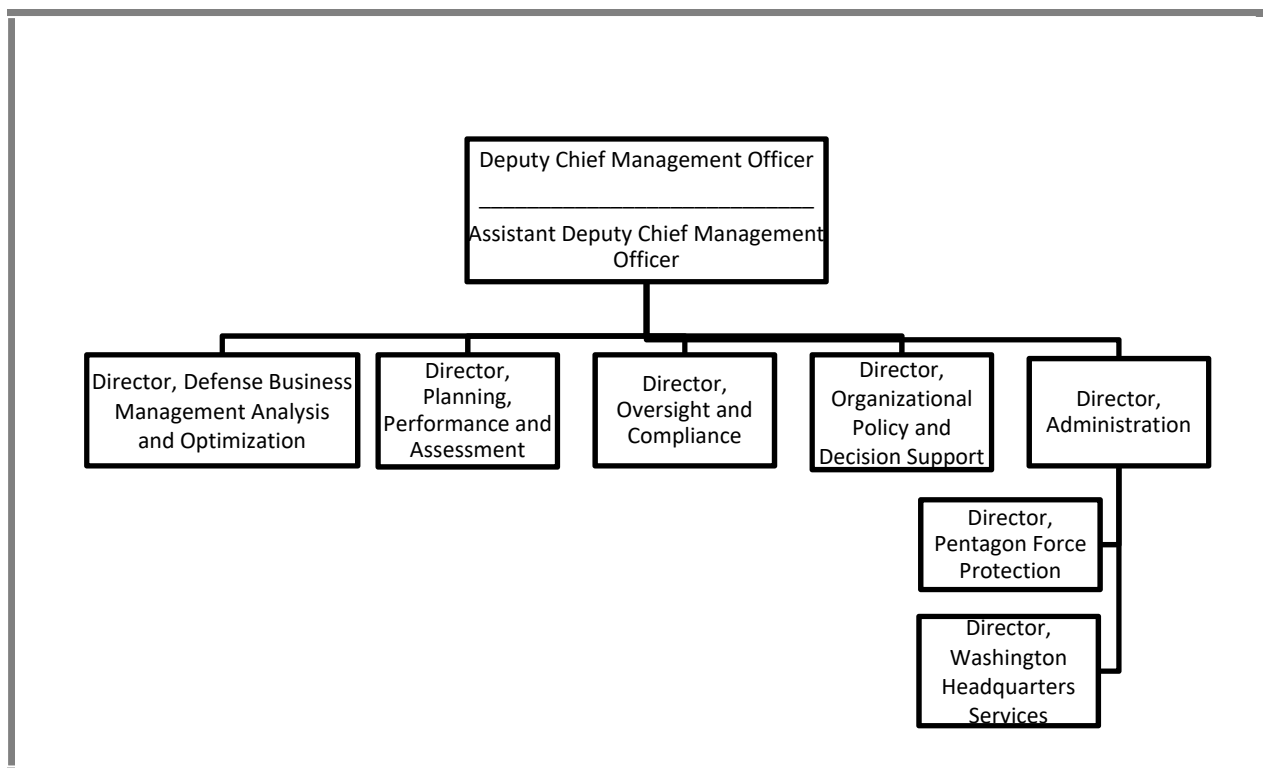 Deputy Chief Management Officer
Assistant Deputy Chief Management
Officer
Director, Defense Business
Management Analysis
and Optimization
Director,
Planning,
Performance and
Assessment
Director,
Oversight and
Compliance
Director,
Organizational
Policy and
Decision Support
Director,
Administration
Director,
Pentagon Force
Protection
Director,
Washington
Headquarters
Services